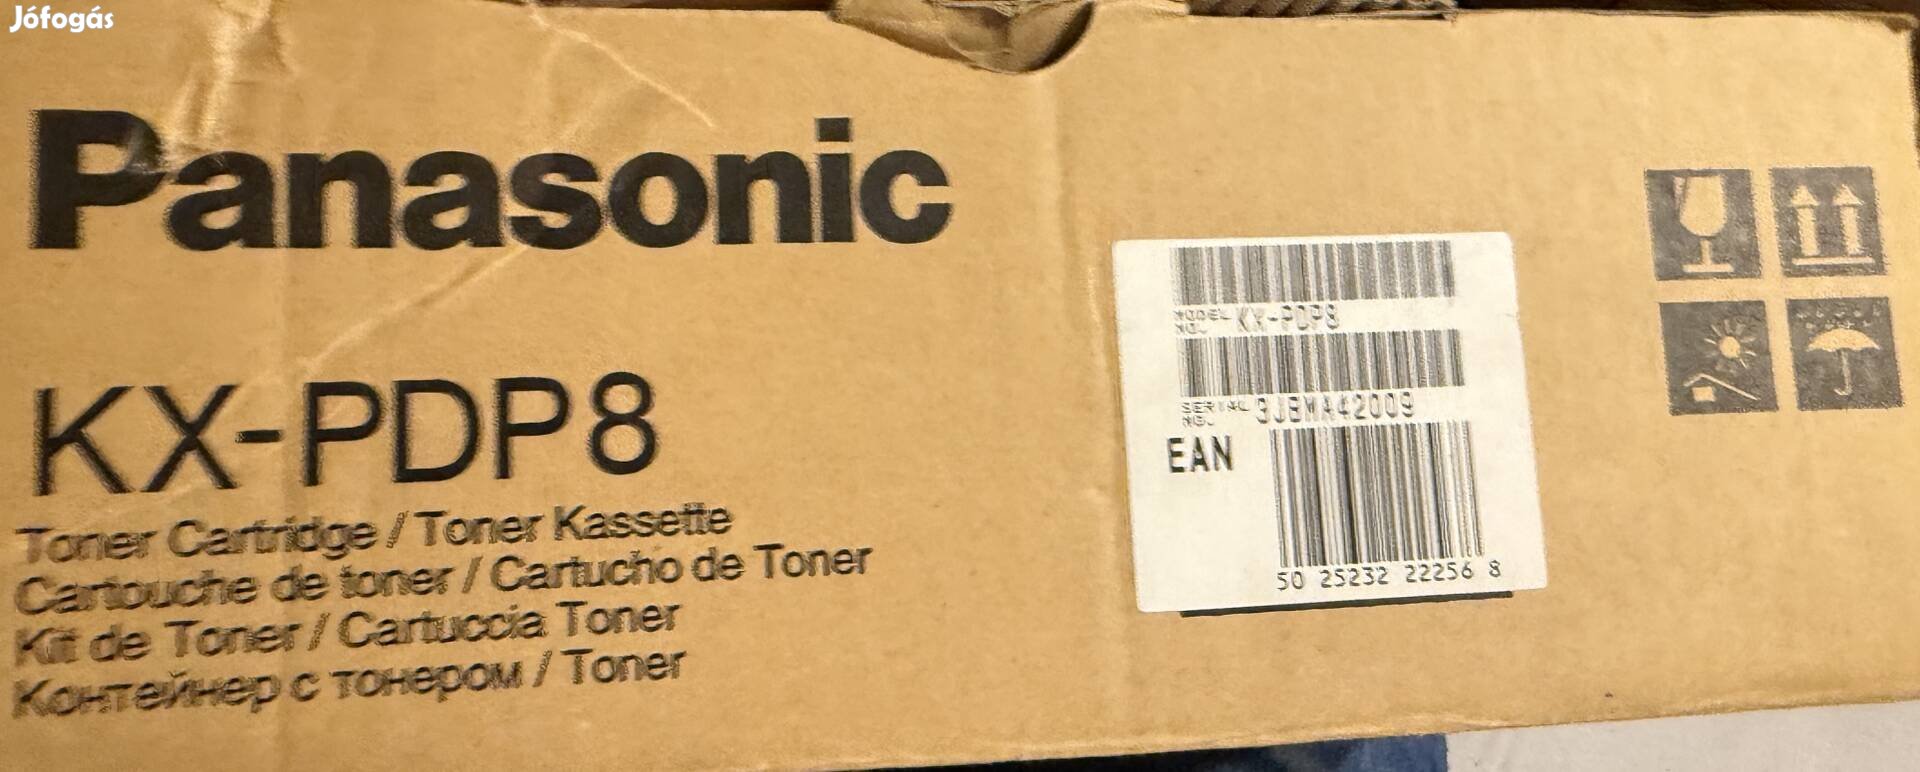 Jófogás
Panasonic
KX-PDP8
Toner Cartridge / Toner Kassette
Cartouche de toner / Cartucho de Toner
Kit de Toner / Cartuccia Toner
Контейнер с тонером / Toner
MODEL NO. KX-PDP8
SERIAL NO. 3JBMA42009
EAN
50 25232 22256 8